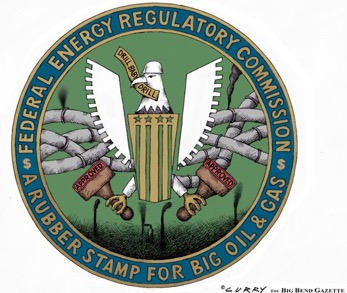 FEDERAL ENERGY REGULATORY COMMISSION
DRILL BABY
DRILL
APPROVED
APPROVED
$ A RUBBER STAMP FOR BIG OIL & GAS $
© CURRY THE BIG BEND GAZETTE